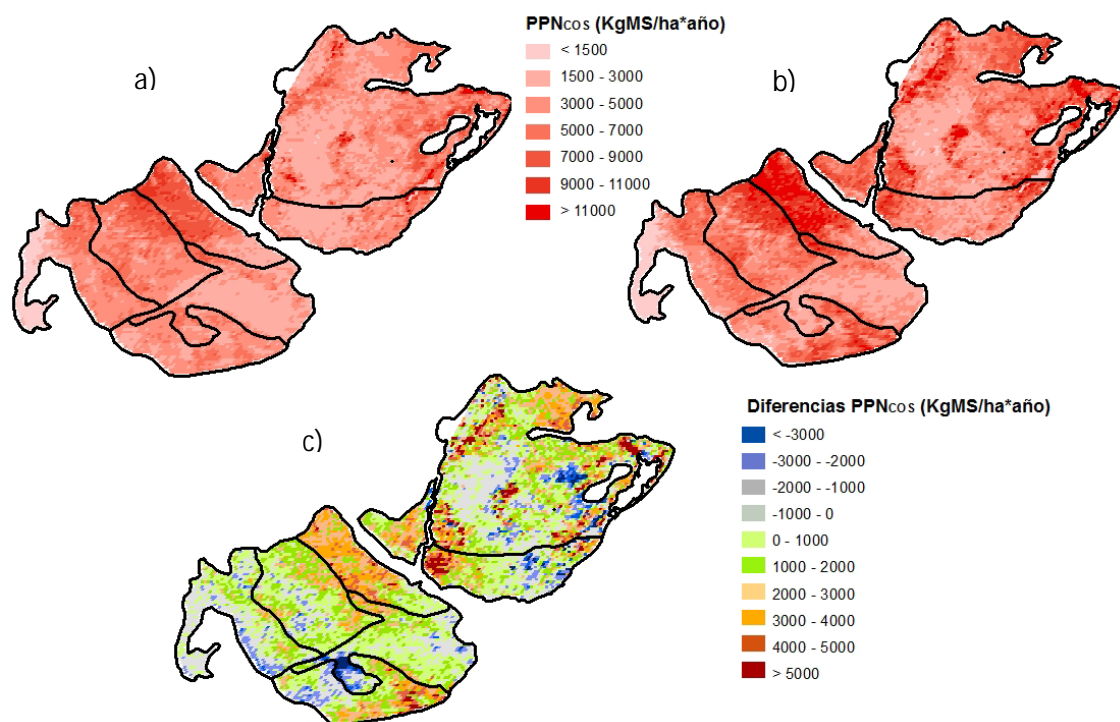 PPNcos (KgMS/ha*año)
< 1500
1500 - 3000
3000 - 5000
5000 - 7000
7000 - 9000
9000 - 11000
> 11000
a)
b)
c)
Diferencias PPNcos (KgMS/ha*año)
< -3000
-3000 - -2000
-2000 - -1000
-1000 - 0
0 - 1000
1000 - 2000
2000 - 3000
3000 - 4000
4000 - 5000
> 5000